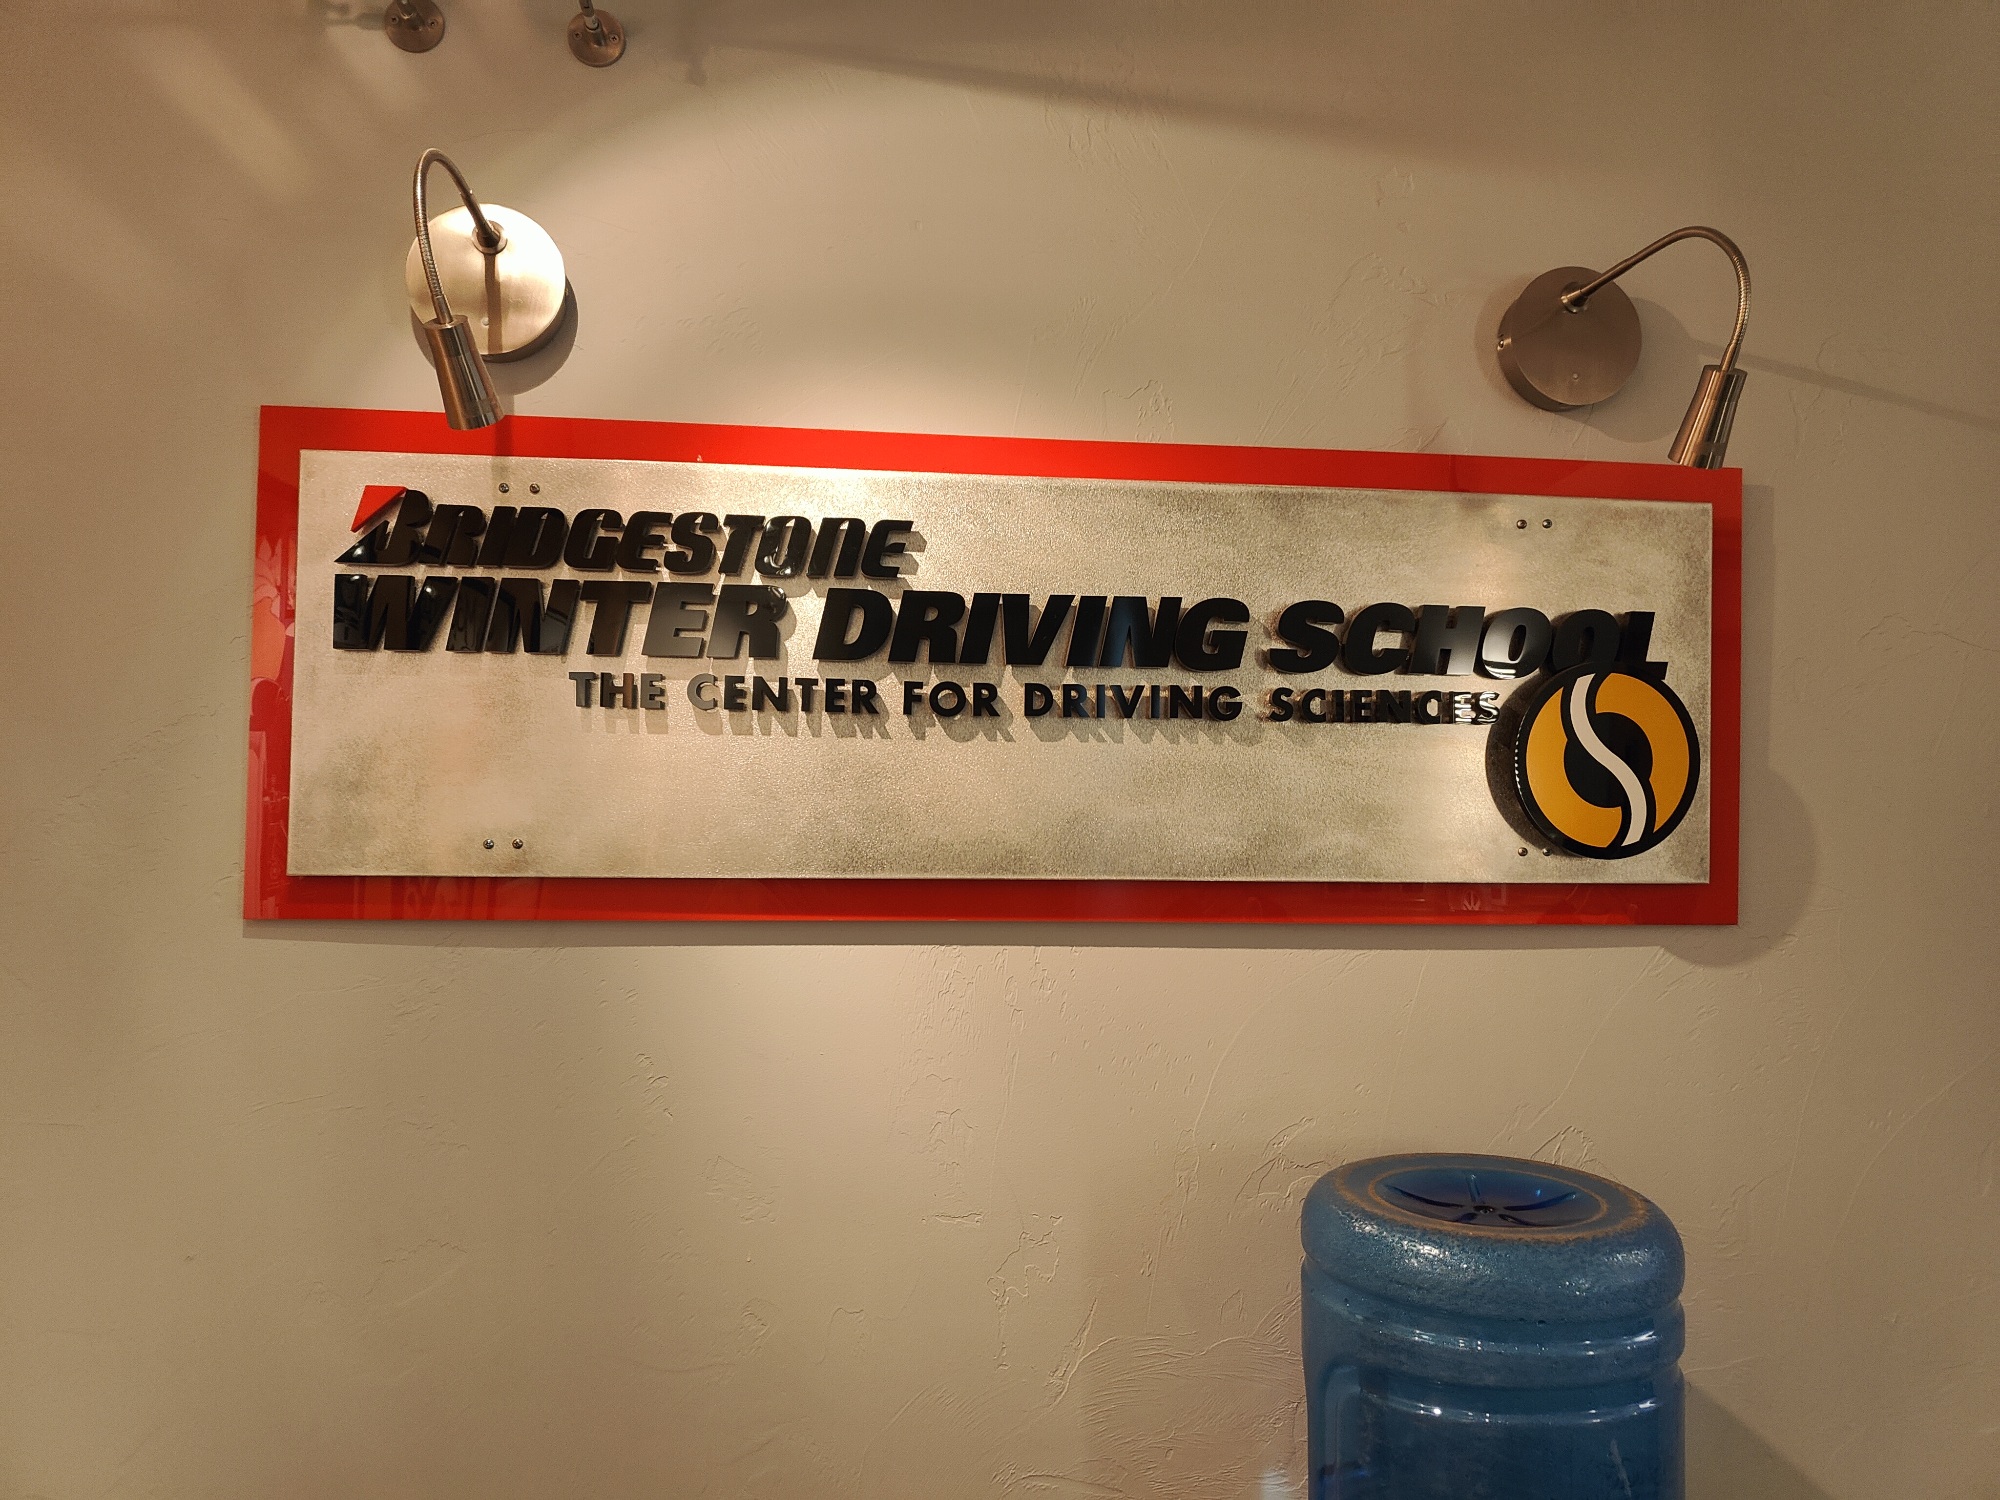 BRIDGESTONE
WINTER DRIVING SCHOOL
THE CENTER FOR DRIVING SCIENCES